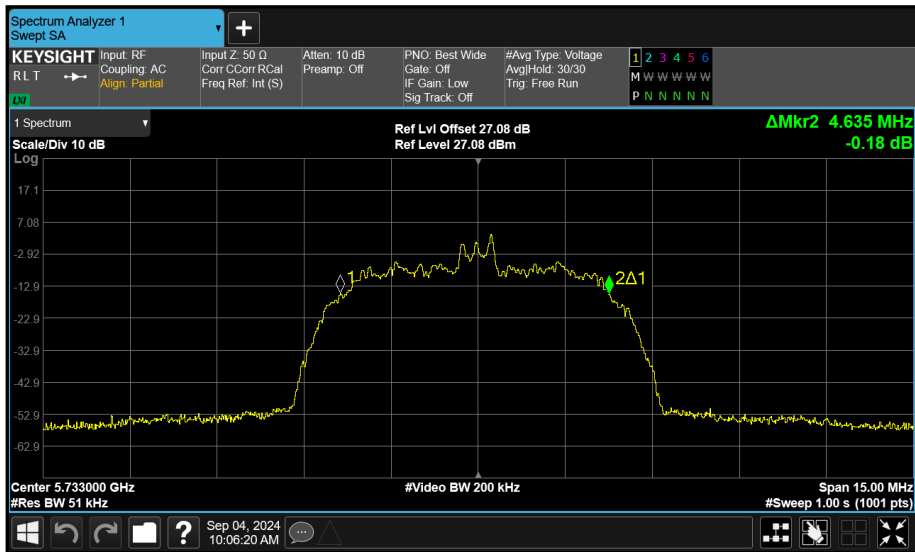 Spectrum Analyzer 1
Swept SA
KEYSIGHT
RLT
LXI
Input: RF
Coupling: AC
Align: Partial
Input Z: 50 Ω
Corr CCorr RCal
Freq Ref: Int (S)
Atten: 10 dB
Preamp: Off
PNO: Best Wide
Gate: Off
IF Gain: Low
Sig Track: Off
#Avg Type: Voltage
Avg|Hold: 30/30
Trig: Free Run
1 2 3 4 5 6
M W W W W W
P N N N N N
1 Spectrum
Scale/Div 10 dB
Log
Ref Lvl Offset 27.08 dB
Ref Level 27.08 dBm
ΔMkr2 4.635 MHz
-0.18 dB
17.1
7.08
-2.92
-12.9
-22.9
-32.9
-42.9
-52.9
-62.9
1
2Δ1
Center 5.733000 GHz
#Res BW 51 kHz
#Video BW 200 kHz
Span 15.00 MHz
#Sweep 1.00 s (1001 pts)
?
Sep 04, 2024
10:06:20 AM